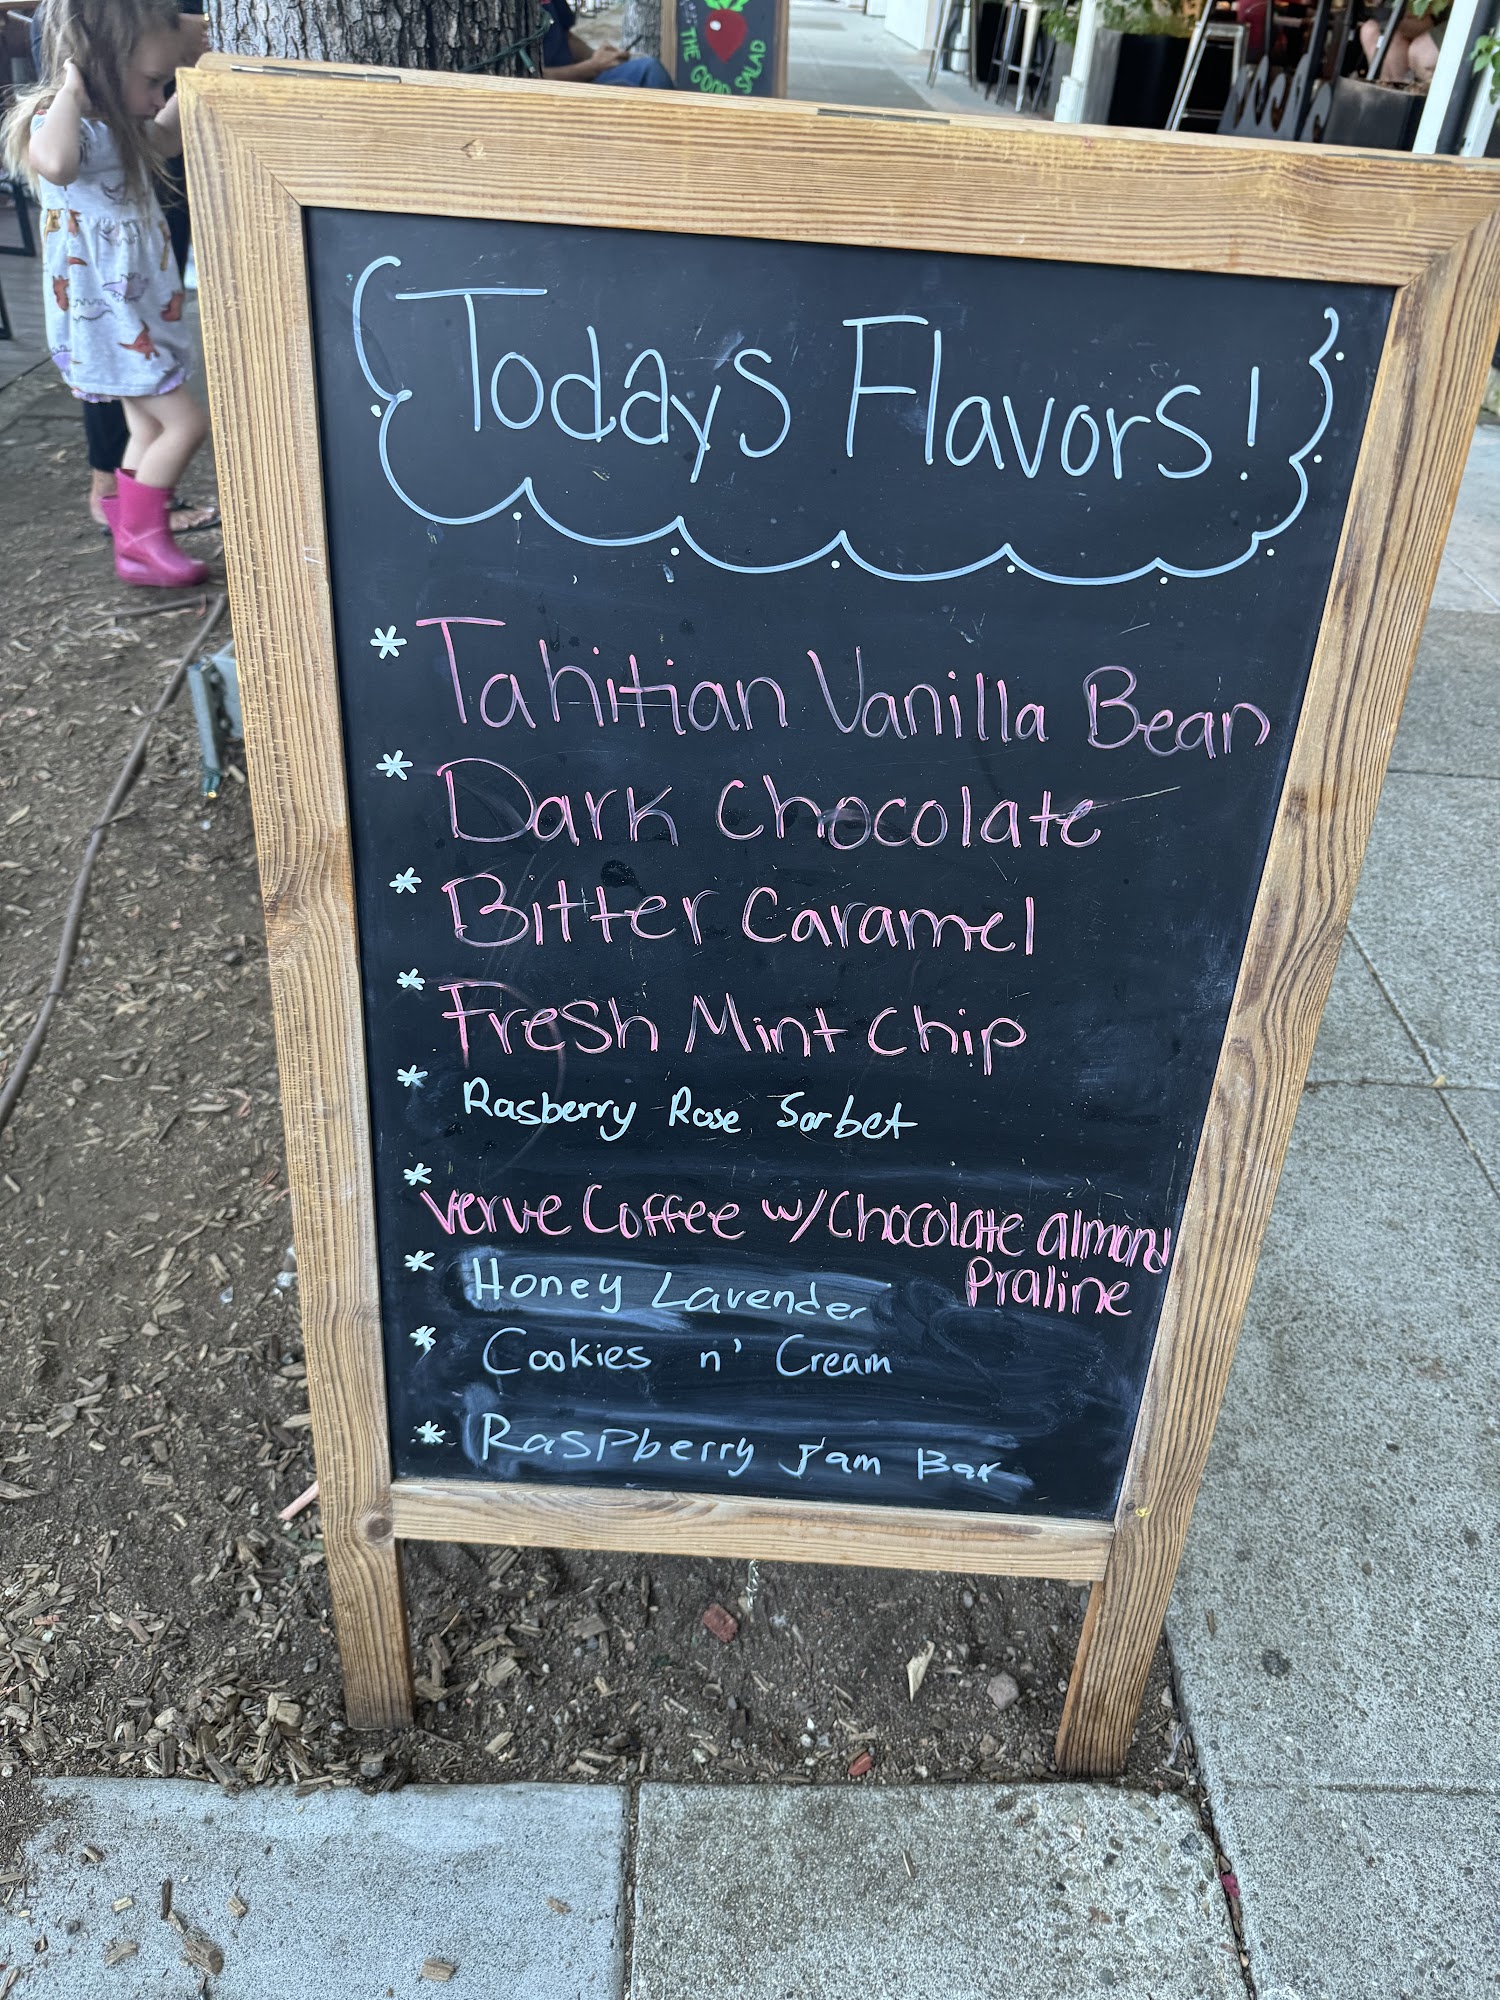 THE GOOD SALAD
Todays Flavors!
* Tahitian Vanilla Bean
* Dark Chocolate
* Bitter Caramel
* Fresh Mint Chip
* Rasberry Rose Sorbet
* Verve Coffee w/Chocolate almond
Praline
* Honey Lavender
* Cookies n' Cream
* Raspberry Jam Bar